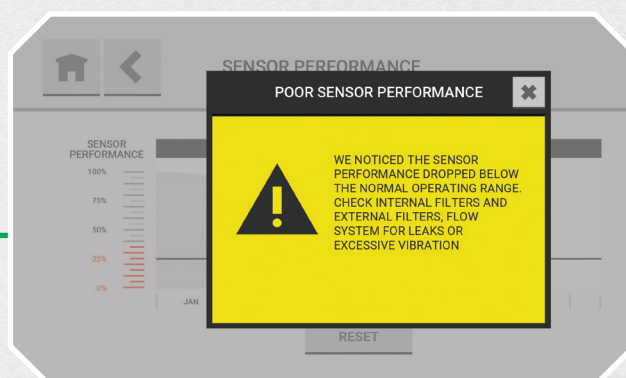 SENSOR PERFORMANCE
POOR SENSOR PERFORMANCE
SENSOR
PERFORMANCE
100%
75%
50%
25%
0%
WE NOTICED THE SENSOR
PERFORMANCE DROPPED BELOW
THE NORMAL OPERATING RANGE.
CHECK INTERNAL FILTERS AND
EXTERNAL FILTERS, FLOW
SYSTEM FOR LEAKS OR
EXCESSIVE VIBRATION
JAN
RESET